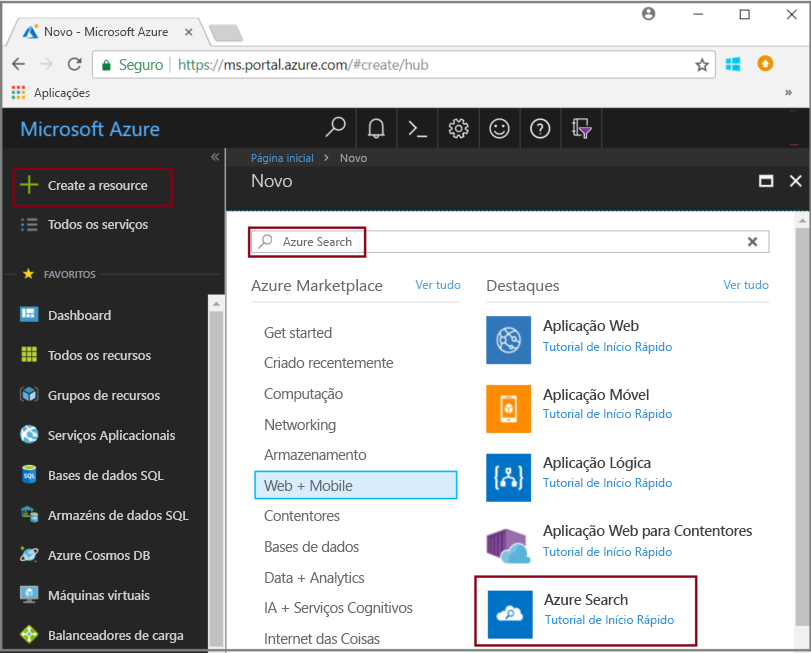 Novo - Microsoft Azure
Seguro | https://ms.portal.azure.com/#create/hub
Aplicações
»
Microsoft Azure
«
Create a resource
Todos os serviços
FAVORITOS
Dashboard
Todos os recursos
Grupos de recursos
Serviços Aplicacionais
Bases de dados SQL
Armazéns de dados SQL
Azure Cosmos DB
Máquinas virtuais
Balanceadores de carga
Página inicial > Novo
Novo
Azure Search
Azure Marketplace Ver tudo
Get started
Criado recentemente
Computação
Networking
Armazenamento
Web + Mobile
Contentores
Bases de dados
Data + Analytics
IA + Serviços Cognitivos
Internet das Coisas
Destaques Ver tudo
Aplicação Web
Tutorial de Início Rápido
Aplicação Móvel
Tutorial de Início Rápido
Aplicação Lógica
Tutorial de Início Rápido
Aplicação Web para Contentores
Tutorial de Início Rápido
Azure Search
Tutorial de Início Rápido